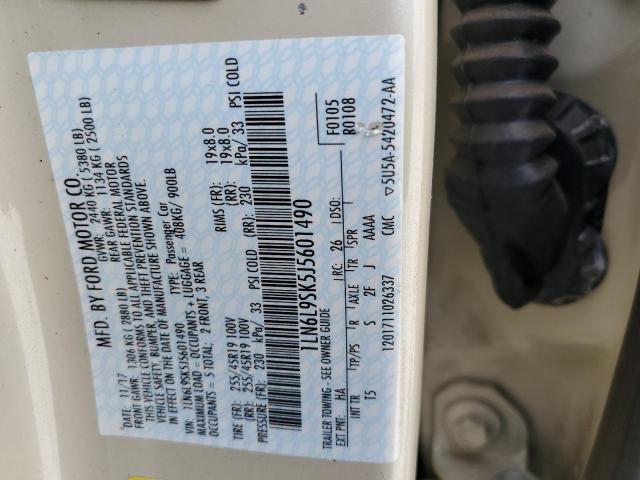 MFD. BY FORD MOTOR CO.
11/17 GVWR: 2440 KG ( 5380 LB)
FRONT GAWR: 1306 KG (2880 LB) REAR GAWR: 1134 KG ( 2500 LB)
THIS VEHICLE CONFORMS TO ALL APPLICABLE FEDERAL MOTOR
VEHICLE SAFETY BUMPER, AND THEFT PREVENTION STANDARDS
IN EFFECT ON THE DATE OF MANUFACTURE SHOWN ABOVE.
VIN: 1LN6L9SK5J5601490 TYPE: Passenger Car
MAXIMUM LOAD = OCCUPANTS + LUGGAGE = 408KG/ 900LB
OCCUPANTS = 5 TOTAL: 2 FRONT, 3 REAR
TIRE (FR): 255/45R19 100V RIMS (FR): 19x8.0
(RR): 255/45R19 100V (RR): 19x8.0
PRESSURE (FR): 230 kPa/ 33 PSI COLD (RR): 230 kPa/ 33 PSI COLD
1LN6L9SK5J5601490
TRAILER TOWING - SEE OWNER GUIDE
F0105
R0108
EXT PNT: HA RC: 26 DSO:
INT TR TP/PS R AXLE TR SPR
T5 S 2F J AAAA
1201711026337 CMC ▽5U5A-5420472-AA